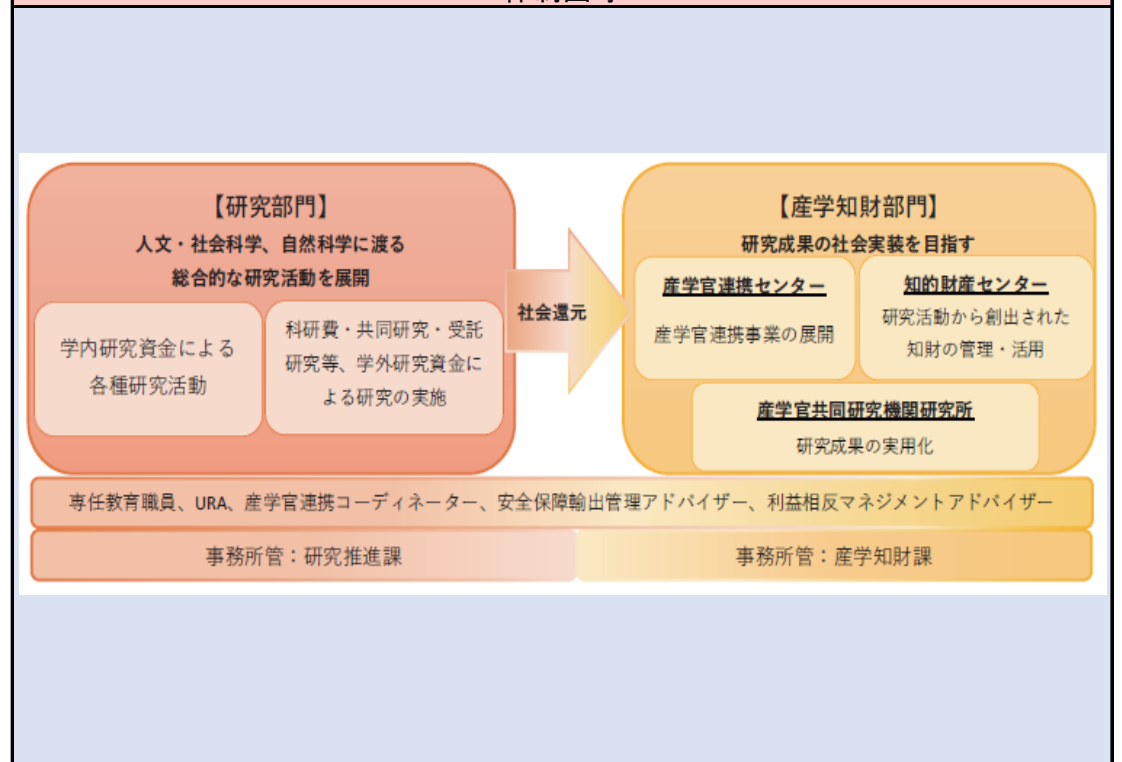 【研究部門】
人文・社会科学、自然科学に渡る
総合的な研究活動を展開
学内研究資金による
各種研究活動
科研費・共同研究・受託
研究等、学外研究資金に
よる研究の実施
社会還元
【産学知財部門】
研究成果の社会実装を目指す
産学官連携センター
産学官連携事業の展開
知的財産センター
研究活動から創出された
知財の管理・活用
産学官共同研究機関研究所
研究成果の実用化
専任教育職員、URA、産学官連携コーディネーター、安全保障輸出管理アドバイザー、利益相反マネジメントアドバイザー
事務所管：研究推進課
事務所管：産学知財課